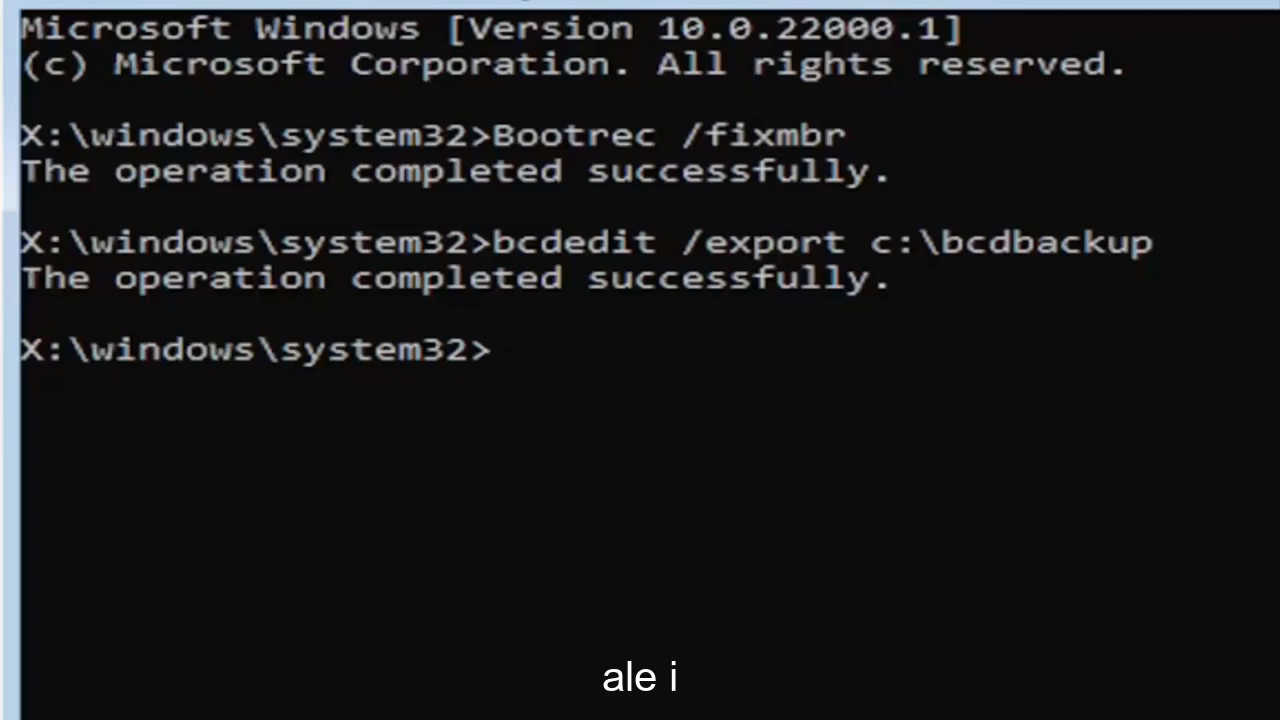 Microsoft Windows [Version 10.0.22000.1]
(c) Microsoft Corporation. All rights reserved.
X:\windows\system32>Bootrec /fixmbr
The operation completed successfully.
X:\windows\system32>bcdedit /export c:\bcdbackup
The operation completed successfully.
X:\windows\system32>
ale i